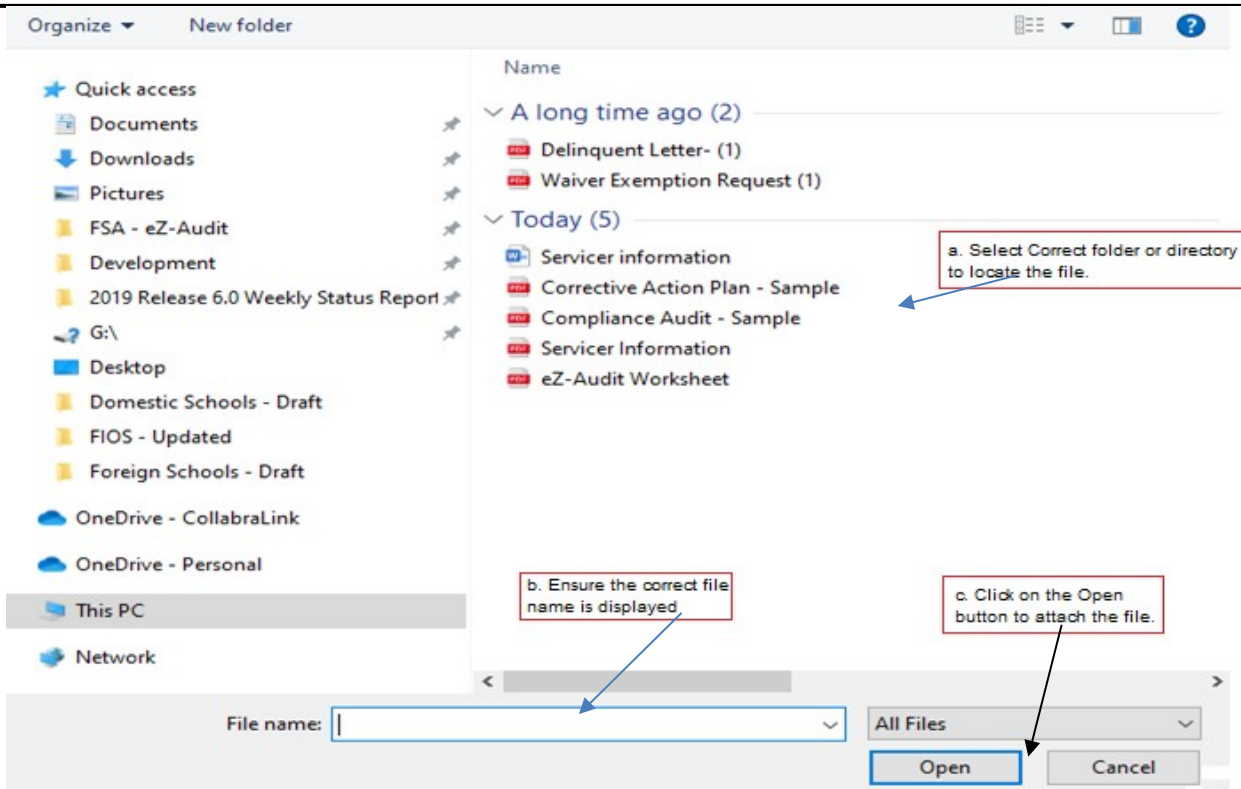 Organize New folder
Quick access
Documents
Downloads
Pictures
FSA - eZ-Audit
Development
2019 Release 6.0 Weekly Status Report
G:\
Desktop
Domestic Schools - Draft
FIOS - Updated
Foreign Schools - Draft
OneDrive - CollabraLink
OneDrive - Personal
This PC
Network
Name
A long time ago (2)
Delinquent Letter- (1)
Waiver Exemption Request (1)
Today (5)
Servicer information
Corrective Action Plan - Sample
Compliance Audit - Sample
Servicer Information
eZ-Audit Worksheet
a. Select Correct folder or directory
to locate the file.
b. Ensure the correct file
name is displayed
c. Click on the Open
button to attach the file.
File name:
All Files
Open Cancel